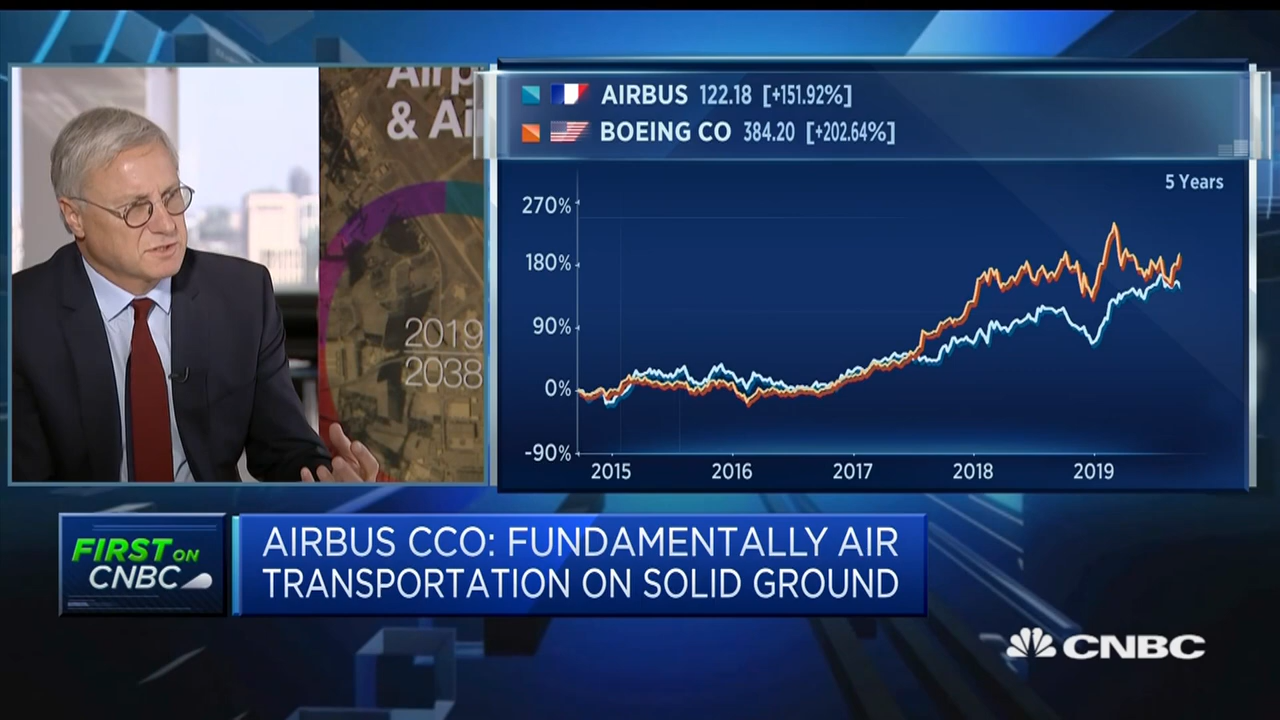 Airp
& Ai
2019
2038
AIRBUS 122.18 [+151.92%]
BOEING CO 384.20 [+202.64%]
5 Years
270%
180%
90%
0%
-90%
2015 2016 2017 2018 2019
FIRST ON
CNBC
AIRBUS CCO: FUNDAMENTALLY AIR
TRANSPORTATION ON SOLID GROUND
CNBC